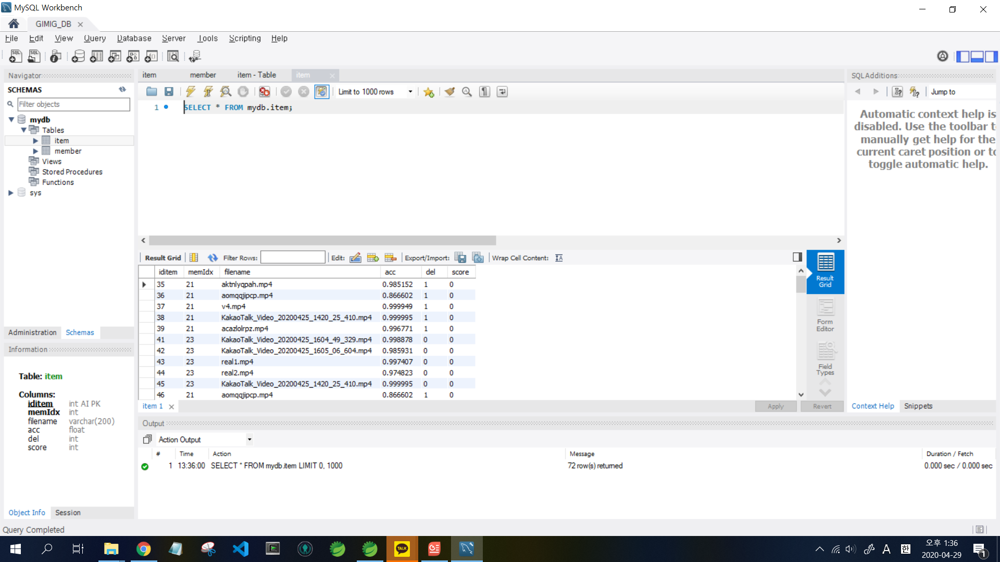 MySQL Workbench
GIMIG_DB
File Edit View Query Database Server Tools Scripting Help
Navigator
SCHEMAS
Filter objects
mydb
Tables
item
member
Views
Stored Procedures
Functions
sys
Administration Schemas
Information
Table: item
Columns:
iditem int AI PK
memIdx int
filename varchar(200)
acc float
del int
score int
Object Info Session
item member item - Table item
Limit to 1000 rows
1 SELECT * FROM mydb.item;
Result Grid Filter Rows: Edit: Export/Import: Wrap Cell Content:
iditem memIdx filename acc del score
35 21 aktnlyqpah.mp4 0.985152 1 0
36 21 aomqqjipcp.mp4 0.866602 1 0
37 21 v4.mp4 0.999949 1 0
38 21 KakaoTalk_Video_20200425_1420_25_410.mp4 0.999995 1 0
39 21 acazlolrpz.mp4 0.996771 1 0
41 23 KakaoTalk_Video_20200425_1604_49_329.mp4 0.998878 0 0
42 23 KakaoTalk_Video_20200425_1605_06_604.mp4 0.985931 0 0
43 23 real1.mp4 0.997407 0 0
44 23 real2.mp4 0.974823 0 0
45 23 KakaoTalk_Video_20200425_1420_25_410.mp4 0.999995 0 0
46 21 aomqqjipcp.mp4 0.866602 1 0
Result
Grid
Form
Editor
Field
Types
item 1
Apply Revert
SQLAdditions
Jump to
Automatic context help is
disabled. Use the toolbar t
manually get help for the
current caret position or to
toggle automatic help.
Context Help Snippets
Output
Action Output
# Time Action Message Duration / Fetch
1 13:36:00 SELECT * FROM mydb.item LIMIT 0, 1000 72 row(s) returned 0.000 sec / 0.000 sec
Query Completed
TALK
A 한
오후 1:36
2020-04-29
1